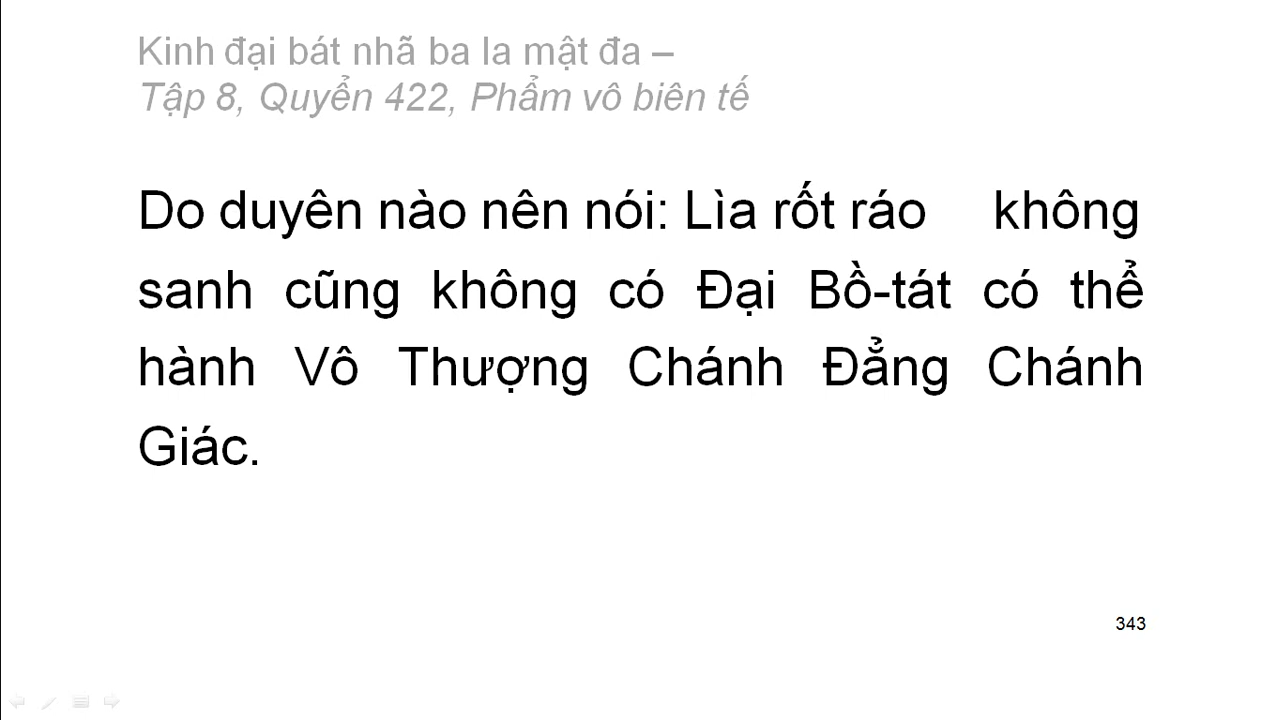 Kinh đại bát nhã ba la mật đa –
Tập 8, Quyển 422, Phẩm vô biên tế
Do duyên nào nên nói: Lìa rốt ráo không
sanh cũng không có Đại Bồ-tát có thể
hành Vô Thượng Chánh Đẳng Chánh
Giác.
343